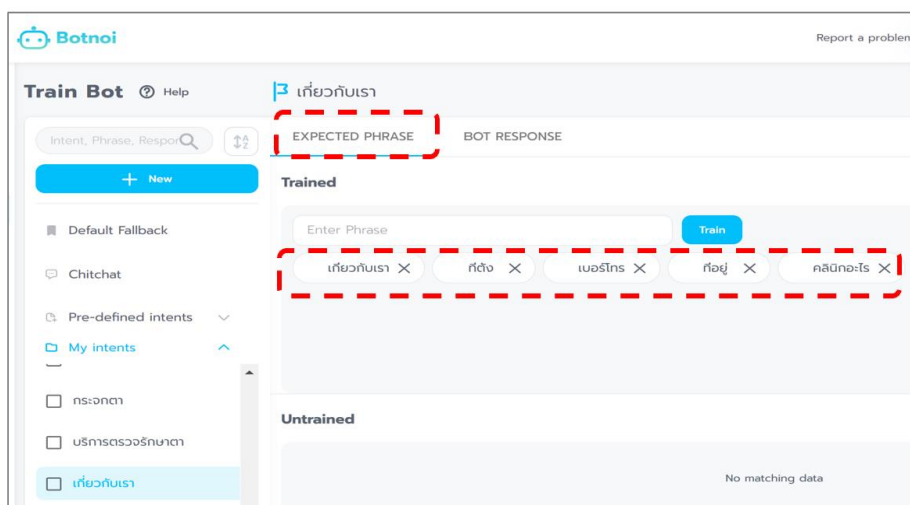 Botnoi
Report a problem
Train Bot Help
เกี่ยวกับเรา
Intent, Phrase, Respor
EXPECTED PHRASE BOT RESPONSE
+ New
Trained
Default Fallback
Enter Phrase Train
Chitchat
เกี่ยวกับเรา ที่ตั้ง เบอร์โทร ที่อยู่ คลินิกอะไร
Pre-defined intents
My intents
กระจกตา
บริการตรวจรักษาตา
เกี่ยวกับเรา
Untrained
No matching data